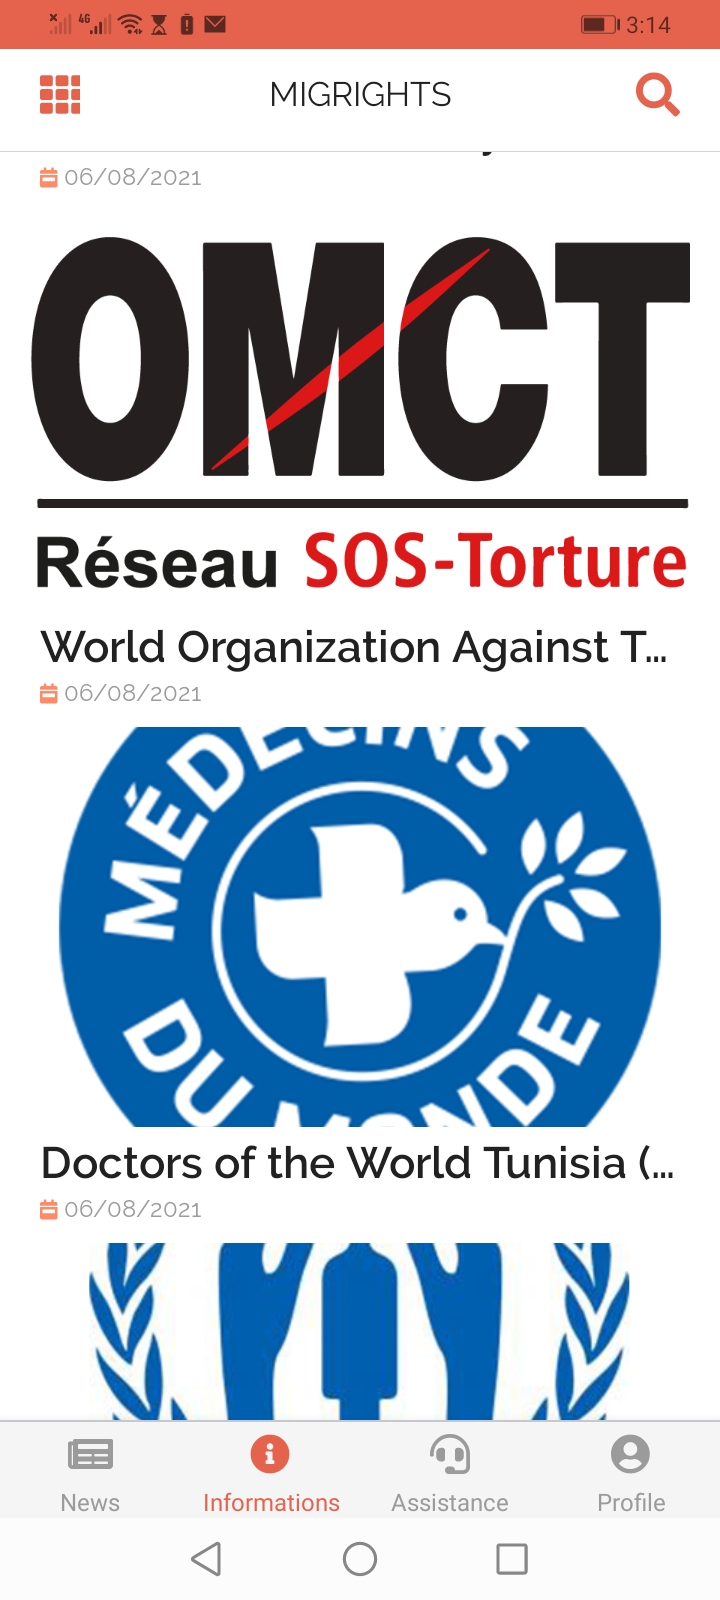 4G 3:14
MIGRIGHTS
06/08/2021
OMCT
Réseau SOS-Torture
World Organization Against T...
06/08/2021
MÉDECINS
DU MONDE
Doctors of the World Tunisia (...
06/08/2021
News Informations Assistance Profile